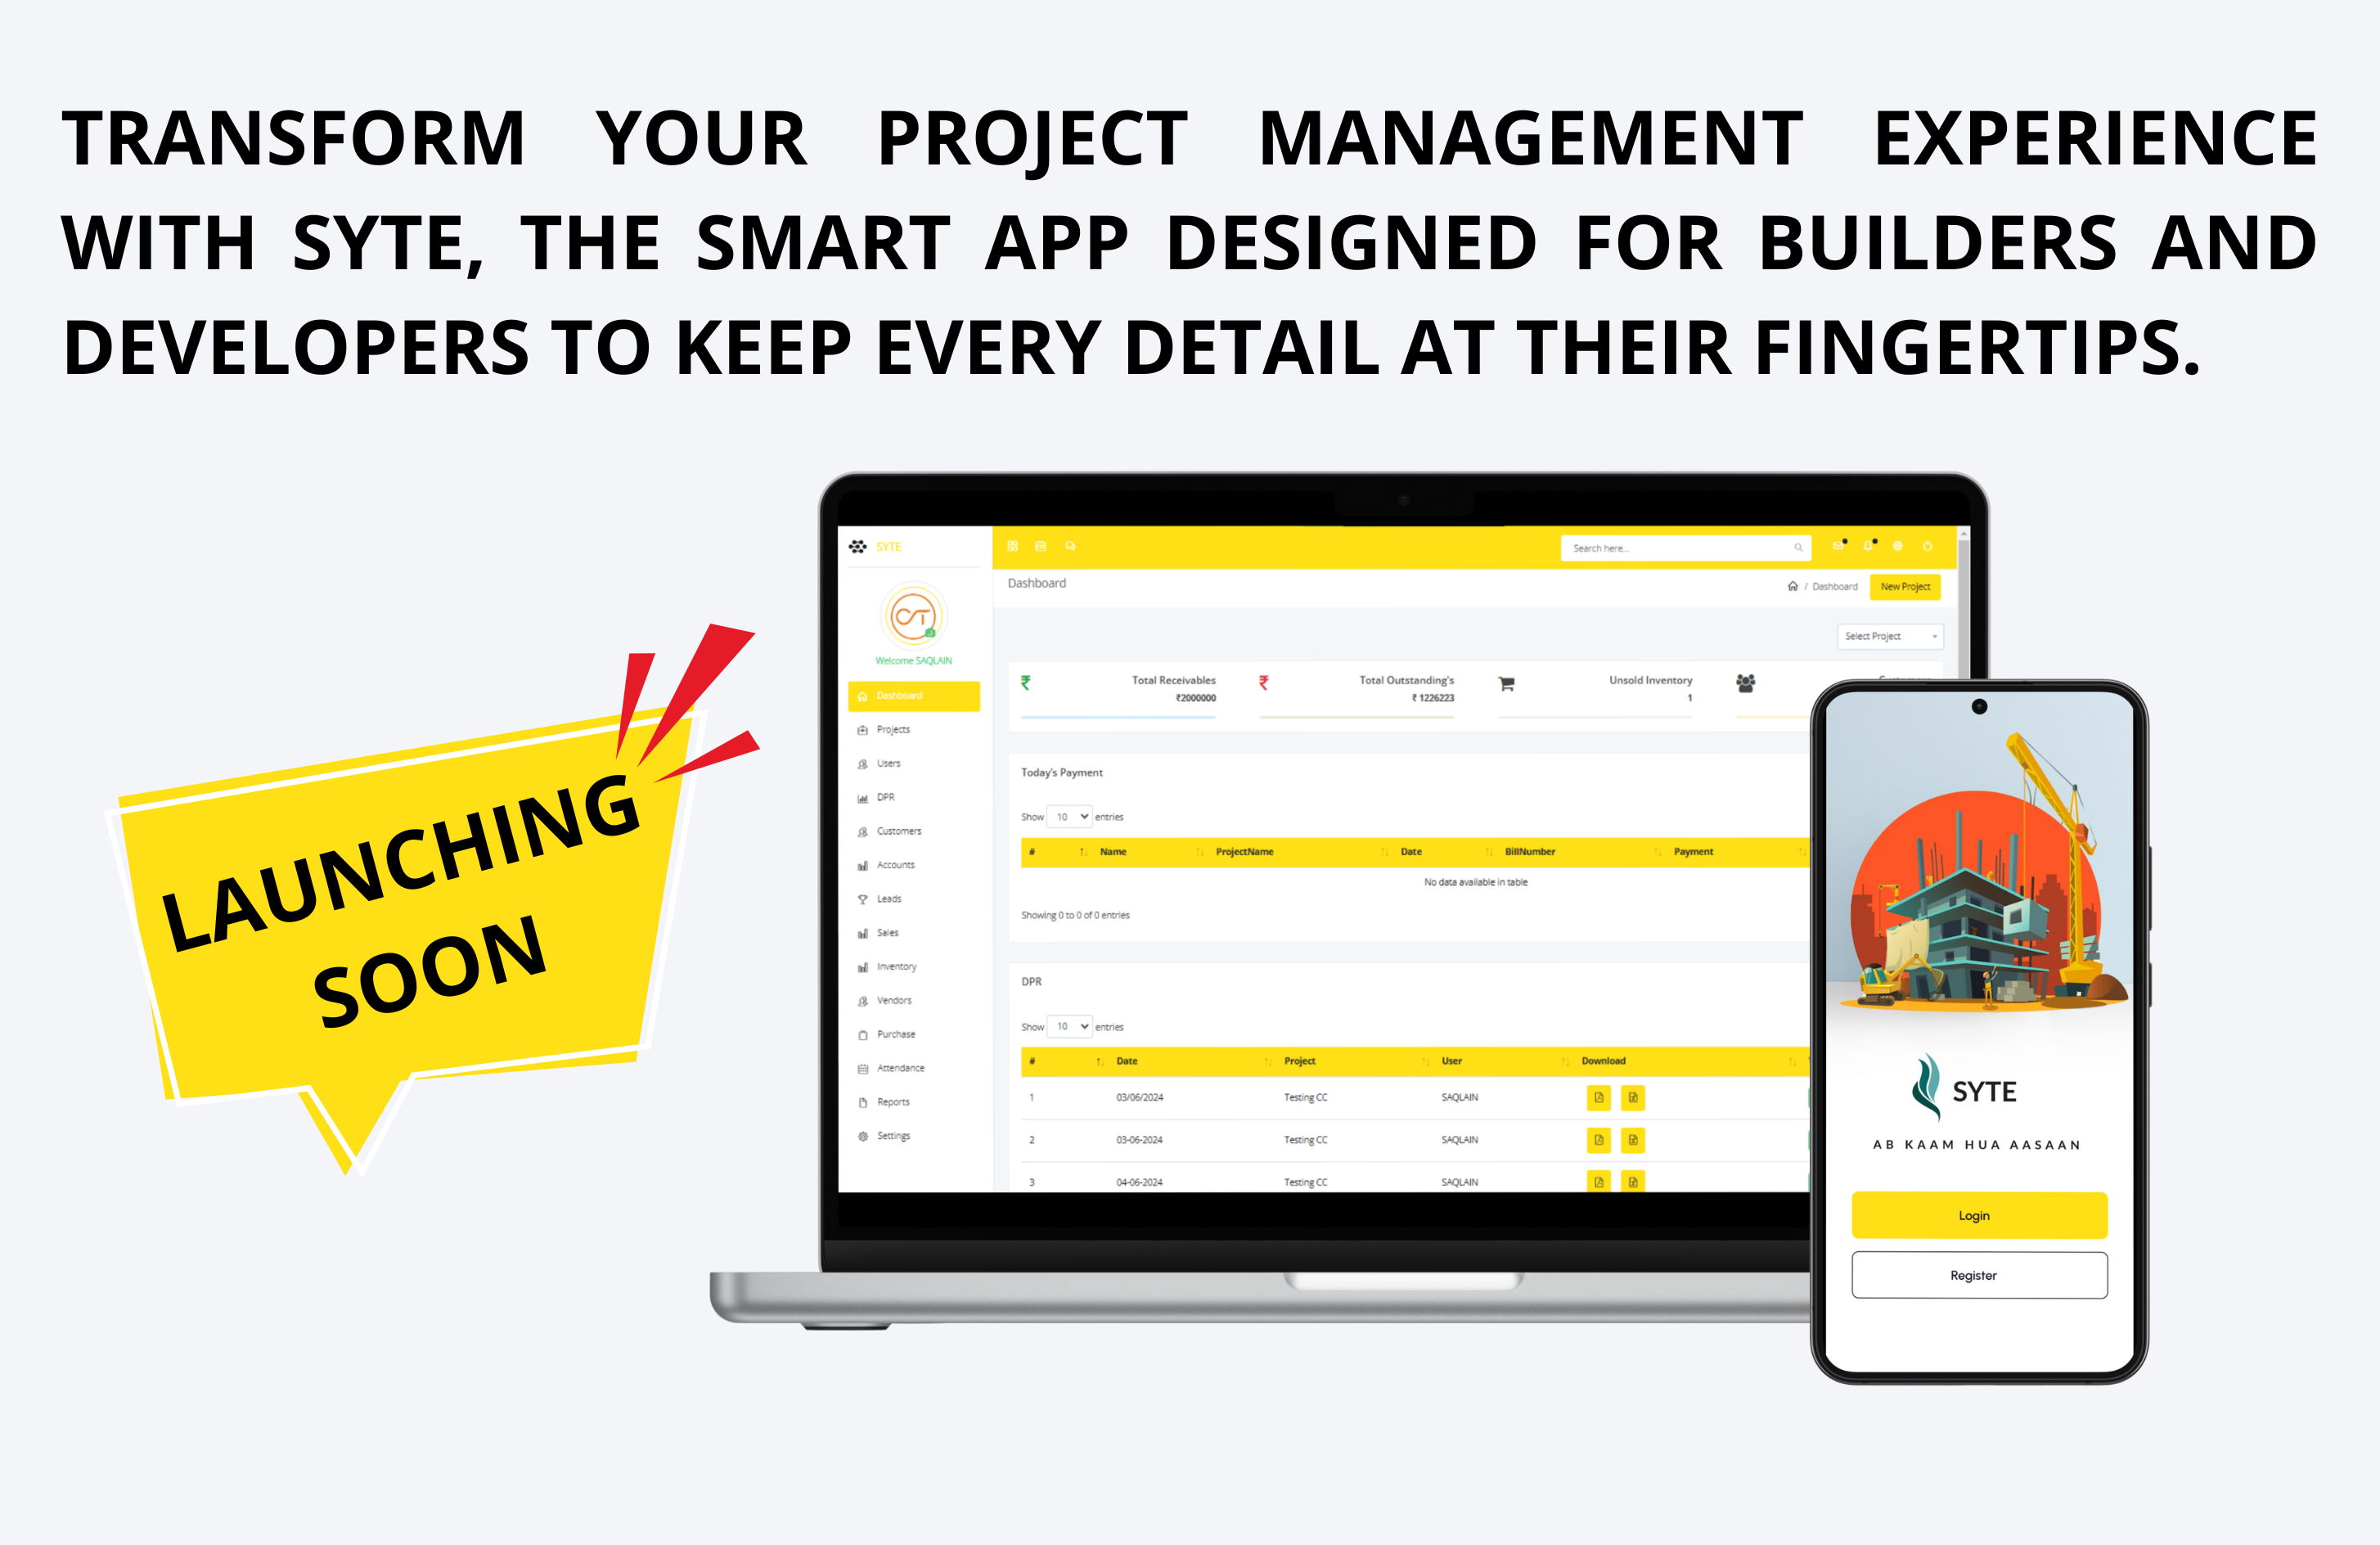 TRANSFORM YOUR PROJECT MANAGEMENT EXPERIENCE
WITH SYTE, THE SMART APP DESIGNED FOR BUILDERS AND
DEVELOPERS TO KEEP EVERY DETAIL AT THEIR FINGERTIPS.
LAUNCHING
SOON
SYTE
Search here...
Dashboard
/ Dashboard
New Project
Select Project
Welcome SAQLAIN
Dashboard
Projects
Users
DPR
Customers
Accounts
Leads
Sales
Inventory
Vendors
Purchase
Attendance
Reports
Settings
₹ Total Receivables
₹2000000
₹ Total Outstanding's
₹ 1226223
Unsold Inventory
1
Today's Payment
Show 10 entries
# Name ProjectName Date BillNumber Payment
No data available in table
Showing 0 to 0 of 0 entries
DPR
Show 10 entries
# Date Project User Download
1 03/06/2024 Testing CC SAQLAIN
2 03-06-2024 Testing CC SAQLAIN
3 04-06-2024 Testing CC SAQLAIN
SYTE
AB KAAM HUA AASAAN
Login
Register